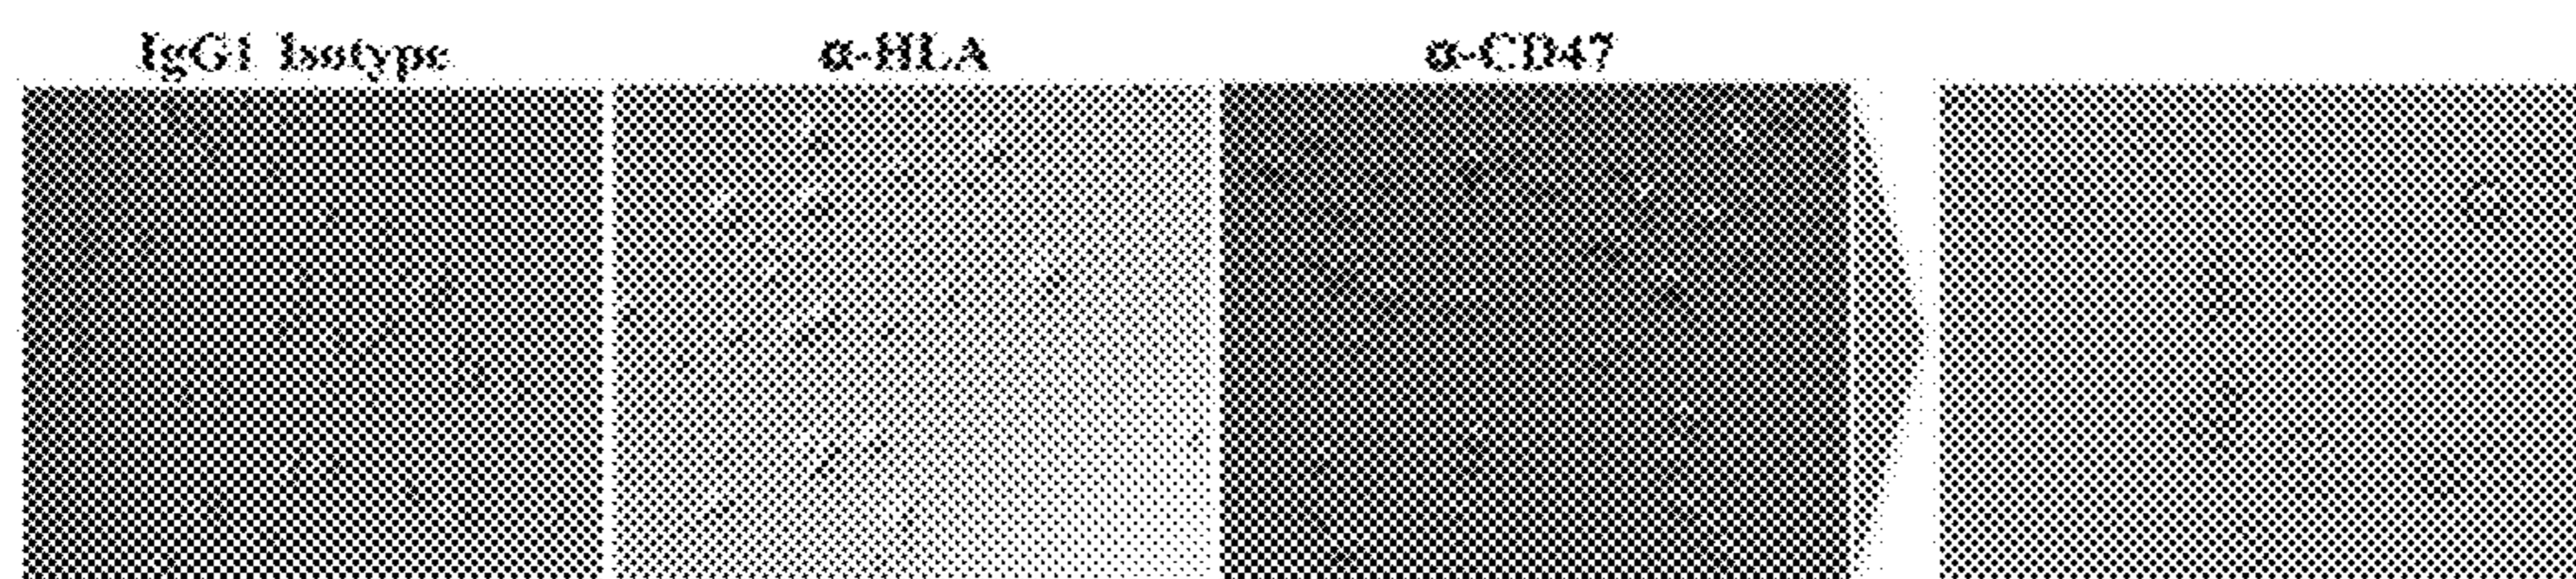 IgG1 Isotype
α-HLA
α-CD47